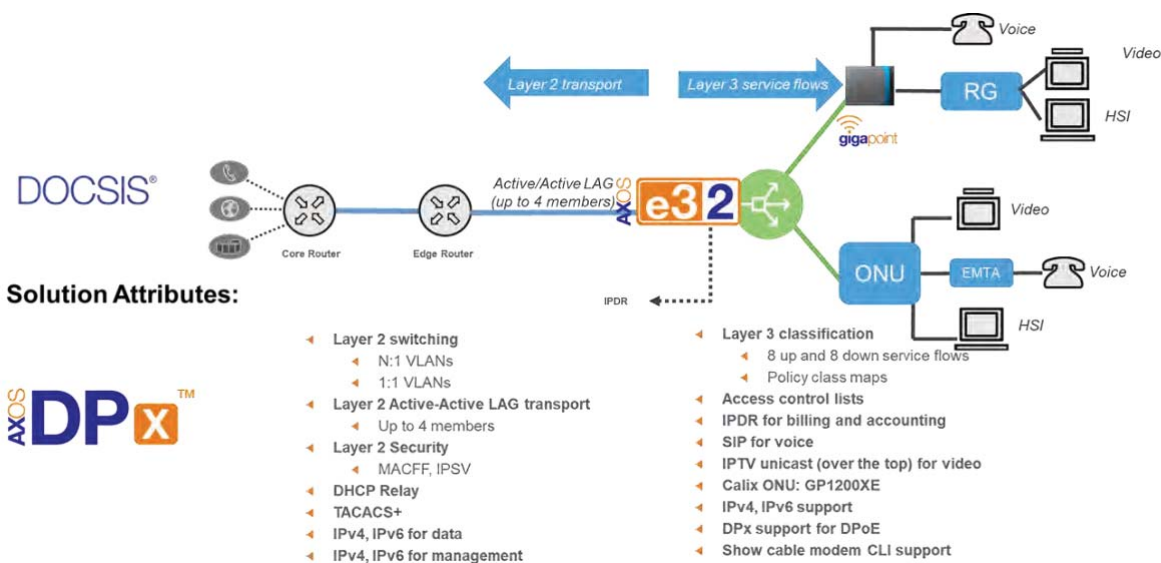 Voice
Video
Layer 2 transport
Layer 3 service flows
RG
HSI
gigapoint
DOCSIS®
Active/Active LAG
(up to 4 members)
AXOS
e32
Video
Core Router
Edge Router
ONU
EMTA
Voice
Solution Attributes:
IPDR
HSI
AXOS
DPx™
Layer 2 switching
N:1 VLANs
1:1 VLANs
Layer 2 Active-Active LAG transport
Up to 4 members
Layer 2 Security
MACFF, IPSV
DHCP Relay
TACACS+
IPv4, IPv6 for data
IPv4, IPv6 for management
Layer 3 classification
8 up and 8 down service flows
Policy class maps
Access control lists
IPDR for billing and accounting
SIP for voice
IPTV unicast (over the top) for video
Calix ONU: GP1200XE
IPv4, IPv6 support
DPx support for DPoE
Show cable modem CLI support